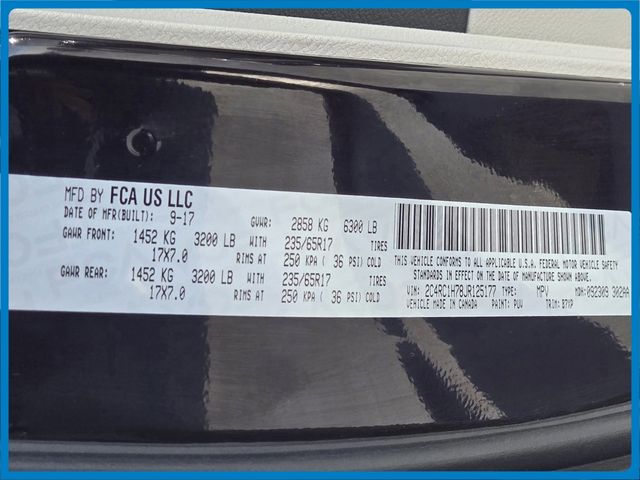 MFD BY FCA US LLC
DATE OF MFR(BUILT): 9-17 GVWR: 2858 KG 6300 LB
GAWR FRONT: 1452 KG 3200 LB WITH 235/65R17 TIRES
17X7.0 RIMS AT 250 KPA ( 36 PSI) COLD
GAWR REAR: 1452 KG 3200 LB WITH 235/65R17 TIRES
17X7.0 RIMS AT 250 KPA ( 36 PSI) COLD
THIS VEHICLE CONFORMS TO ALL APPLICABLE U.S.A. FEDERAL MOTOR VEHICLE SAFETY
STANDARDS IN EFFECT ON THE DATE OF MANUFACTURE SHOWN ABOVE.
VIN: 2C4RC1H78JR125177 TYPE: MPV MDH: 092309 302AA
VEHICLE MADE IN CANADA PAINT: PUV TRIM: